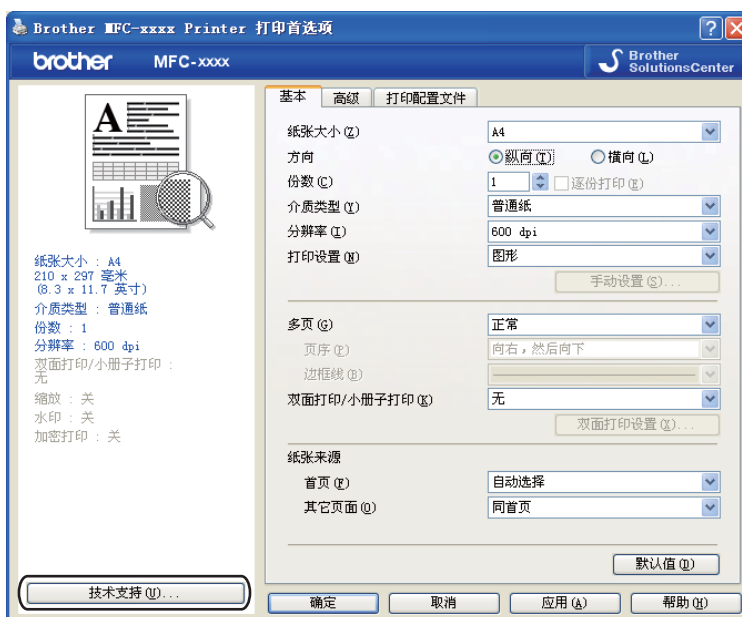 Brother MFC-xxxx Printer 打印首选项
brother MFC-xxxx
Brother
SolutionsCenter
A
纸张大小 : A4
210 x 297 毫米
(8.3 x 11.7 英寸)
介质类型 : 普通纸
份数 : 1
分辨率 : 600 dpi
双面打印/小册子打印 :
无
缩放 : 关
水印 : 关
加密打印 : 关
技术支持(U)...
基本 高级 打印配置文件
纸张大小(Z) A4
方向 纵向(T) 横向(L)
份数(C) 1 逐份打印(E)
介质类型(Y) 普通纸
分辨率(I) 600 dpi
打印设置(N) 图形
手动设置(S)...
多页(G) 正常
页序(P) 向右，然后向下
边框线(B)
双面打印/小册子打印(K) 无
双面打印设置(X)...
纸张来源
首页(F) 自动选择
其它页面(O) 同首页
默认值(D)
确定 取消 应用(A) 帮助(H)